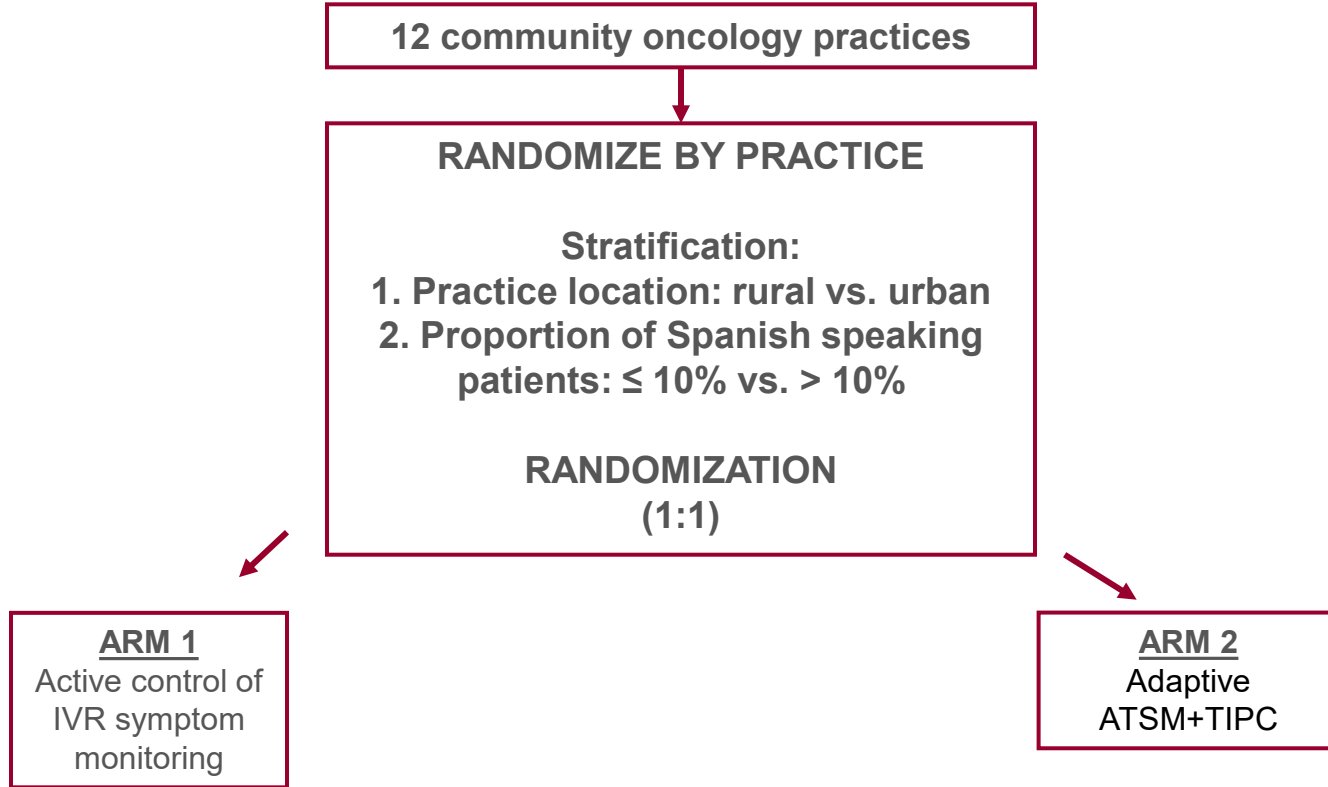 12 community oncology practices
RANDOMIZE BY PRACTICE
Stratification:
1. Practice location: rural vs. urban
2. Proportion of Spanish speaking
patients: ≤ 10% vs. > 10%
RANDOMIZATION
(1:1)
ARM 1
Active control of
IVR symptom
monitoring
ARM 2
Adaptive
ATSM+TIPC